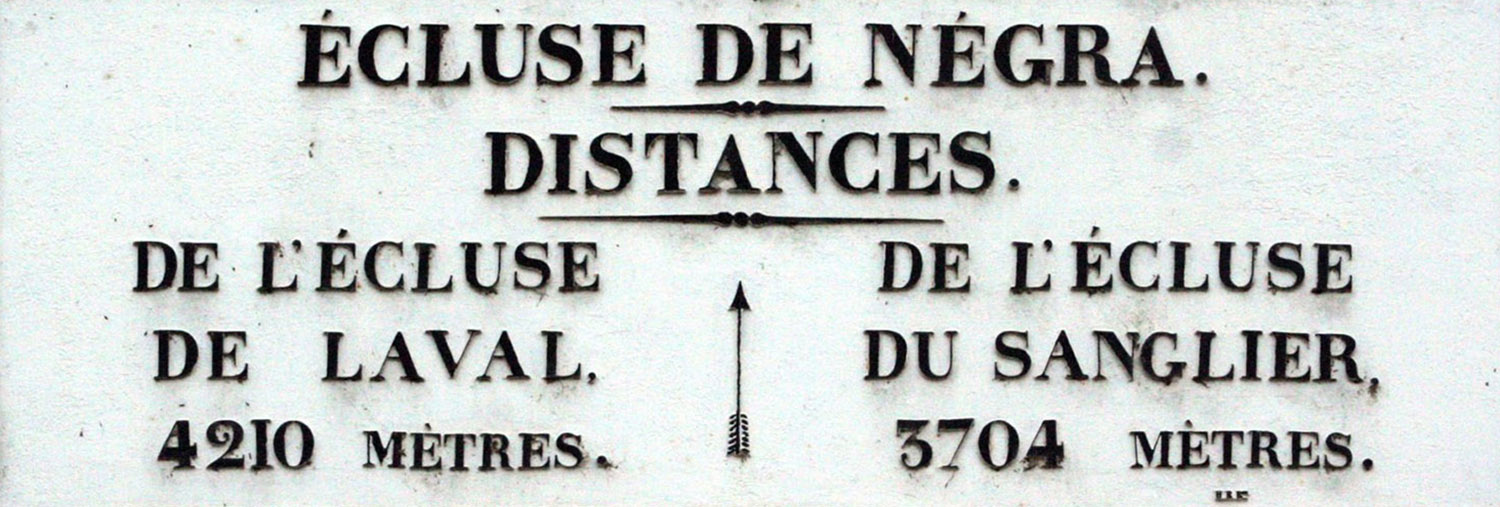 ÉCLUSE DE NÉGRA.
DISTANCES.
DE L'ÉCLUSE
DE LAVAL.
4210 MÈTRES.
DE L'ÉCLUSE
DU SANGLIER.
3704 MÈTRES.